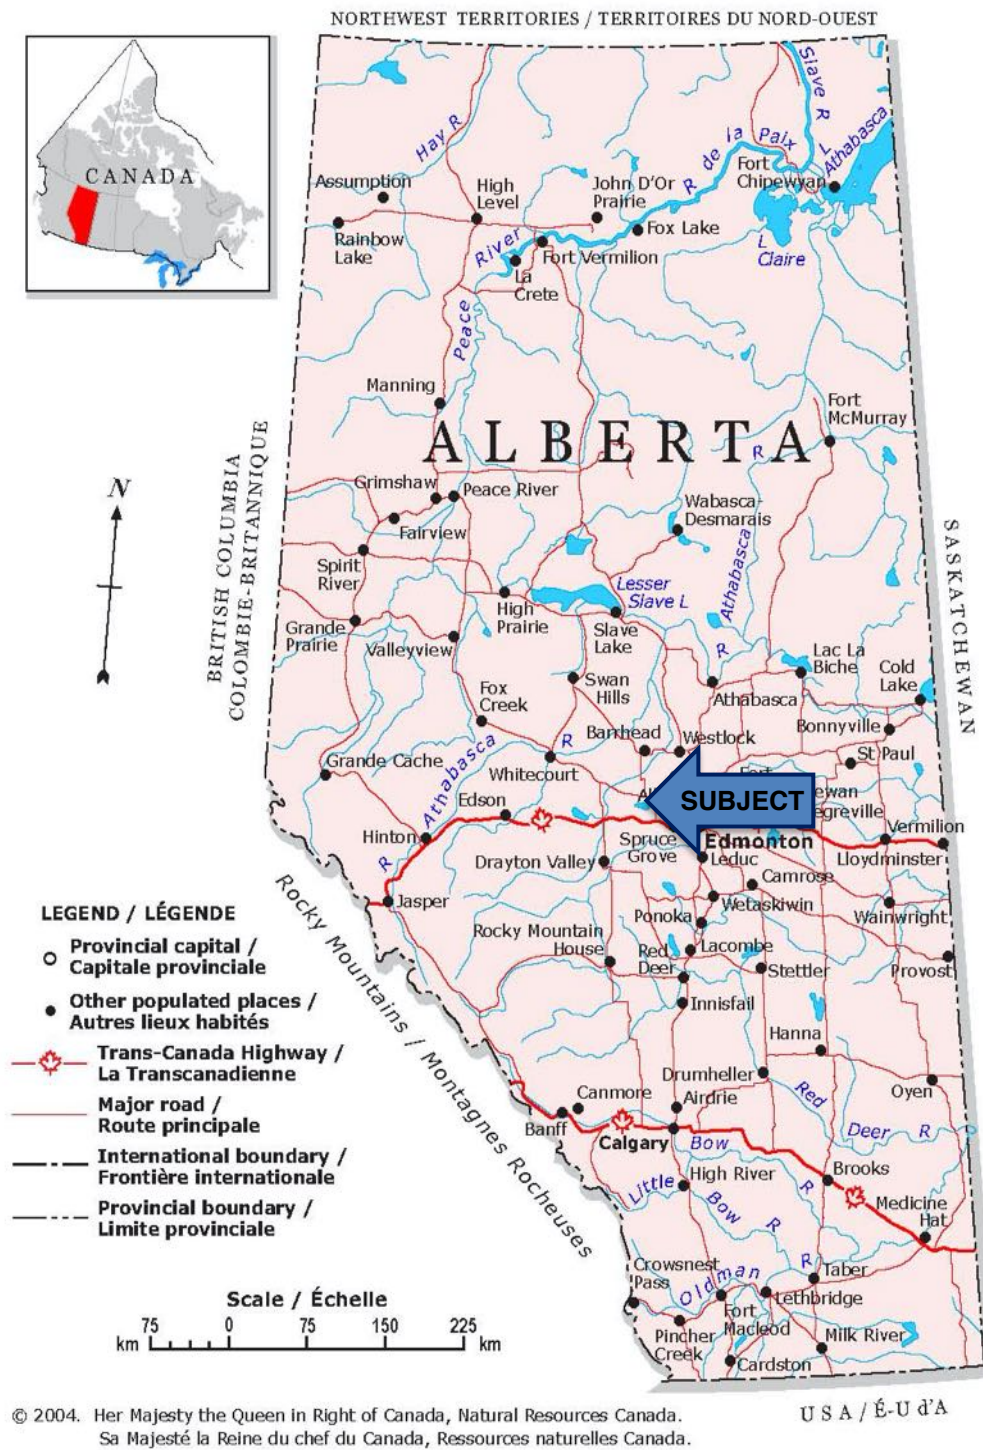 NORTHWEST TERRITORIES / TERRITOIRES DU NORD-OUEST
CANADA
Slave R
Hay R
R de la Paix
L Athabasca
Assumption
High
Level
John D'Or
Prairie
Fort
Chipewyan
Rainbow
Lake
Fox Lake
Fort Vermilion
River
L
Claire
La
Crete
Peace
Manning
Fort
McMurray
ALBERTA
R
BRITISH COLUMBIA
COLOMBIE-BRITANNIQUE
N
Grimshaw
Peace River
Wabasca-
Desmarais
Fairview
Athabasca
SASKATCHEWAN
Spirit
River
Lesser
Slave L
High
Prairie
Grande
Prairie
Valleyview
Slave
Lake
R
Lac La
Biche
Cold
Lake
Swan
Hills
Athabasca
Fox
Creek
Bonnyville
Barrhead
Westlock
R
St Paul
Athabasca
Grande Cache
Whitecourt
SUBJECT
Edson
Vermilion
Hinton
Spruce
Grove
Edmonton
Leduc
Lloydminster
R
Drayton Valley
Camrose
Jasper
Wetaskiwin
Wainwright
Ponoka
Rocky Mountain
House
Red
Deer
Lacombe
Stettler
Provost
Innisfail
Rocky Mountains / Montagnes Rocheuses
Hanna
Drumheller
Oyen
Canmore
Airdrie
Red
Deer R
Banff
Calgary
Bow
R
Brooks
High River
Little
Bow
R
Medicine
Hat
Crowsnest
Pass
Oldman
R
Taber
Lethbridge
Fort
Macleod
Pincher
Creek
Milk River
Cardston
USA / É-U d'A
LEGEND / LÉGENDE
Provincial capital /
Capitale provinciale
Other populated places /
Autres lieux habités
Trans-Canada Highway /
La Transcanadienne
Major road /
Route principale
International boundary /
Frontière internationale
Provincial boundary /
Limite provinciale
Scale / Échelle
km 75 0 75 150 225 km
© 2004. Her Majesty the Queen in Right of Canada, Natural Resources Canada.
Sa Majesté la Reine du chef du Canada, Ressources naturelles Canada.